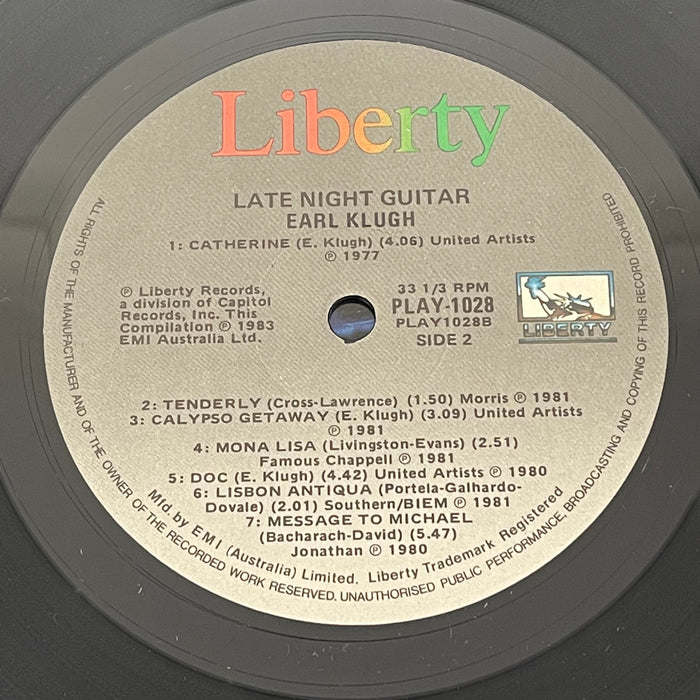 Liberty
LATE NIGHT GUITAR
EARL KLUGH
1: CATHERINE (E. Klugh) (4.06) United Artists
℗ 1977
℗ Liberty Records,
a division of Capitol
Records, Inc. This
Compilation ℗ 1983
EMI Australia Ltd.
33 1/3 RPM
PLAY-1028
PLAY1028B
SIDE 2
LIBERTY
2: TENDERLY (Cross-Lawrence) (1.50) Morris ℗ 1981
3: CALYPSO GETAWAY (E. Klugh) (3.09) United Artists
℗ 1981
4: MONA LISA (Livingston-Evans) (2.51)
Famous Chappell ℗ 1981
5: DOC (E. Klugh) (4.42) United Artists ℗ 1980
6: LISBON ANTIQUA (Portela-Galhardo-
Dovale) (2.01) Southern/BIEM ℗ 1981
7: MESSAGE TO MICHAEL
(Bacharach-David) (5.47)
Jonathan ℗ 1980
Mfd. by EMI (Australia) Limited. Liberty Trademark Registered
ALL RIGHTS OF THE MANUFACTURER AND OF THE OWNER OF THE RECORDED WORK RESERVED. UNAUTHORISED PUBLIC PERFORMANCE, BROADCASTING AND COPYING OF THIS RECORD PROHIBITED